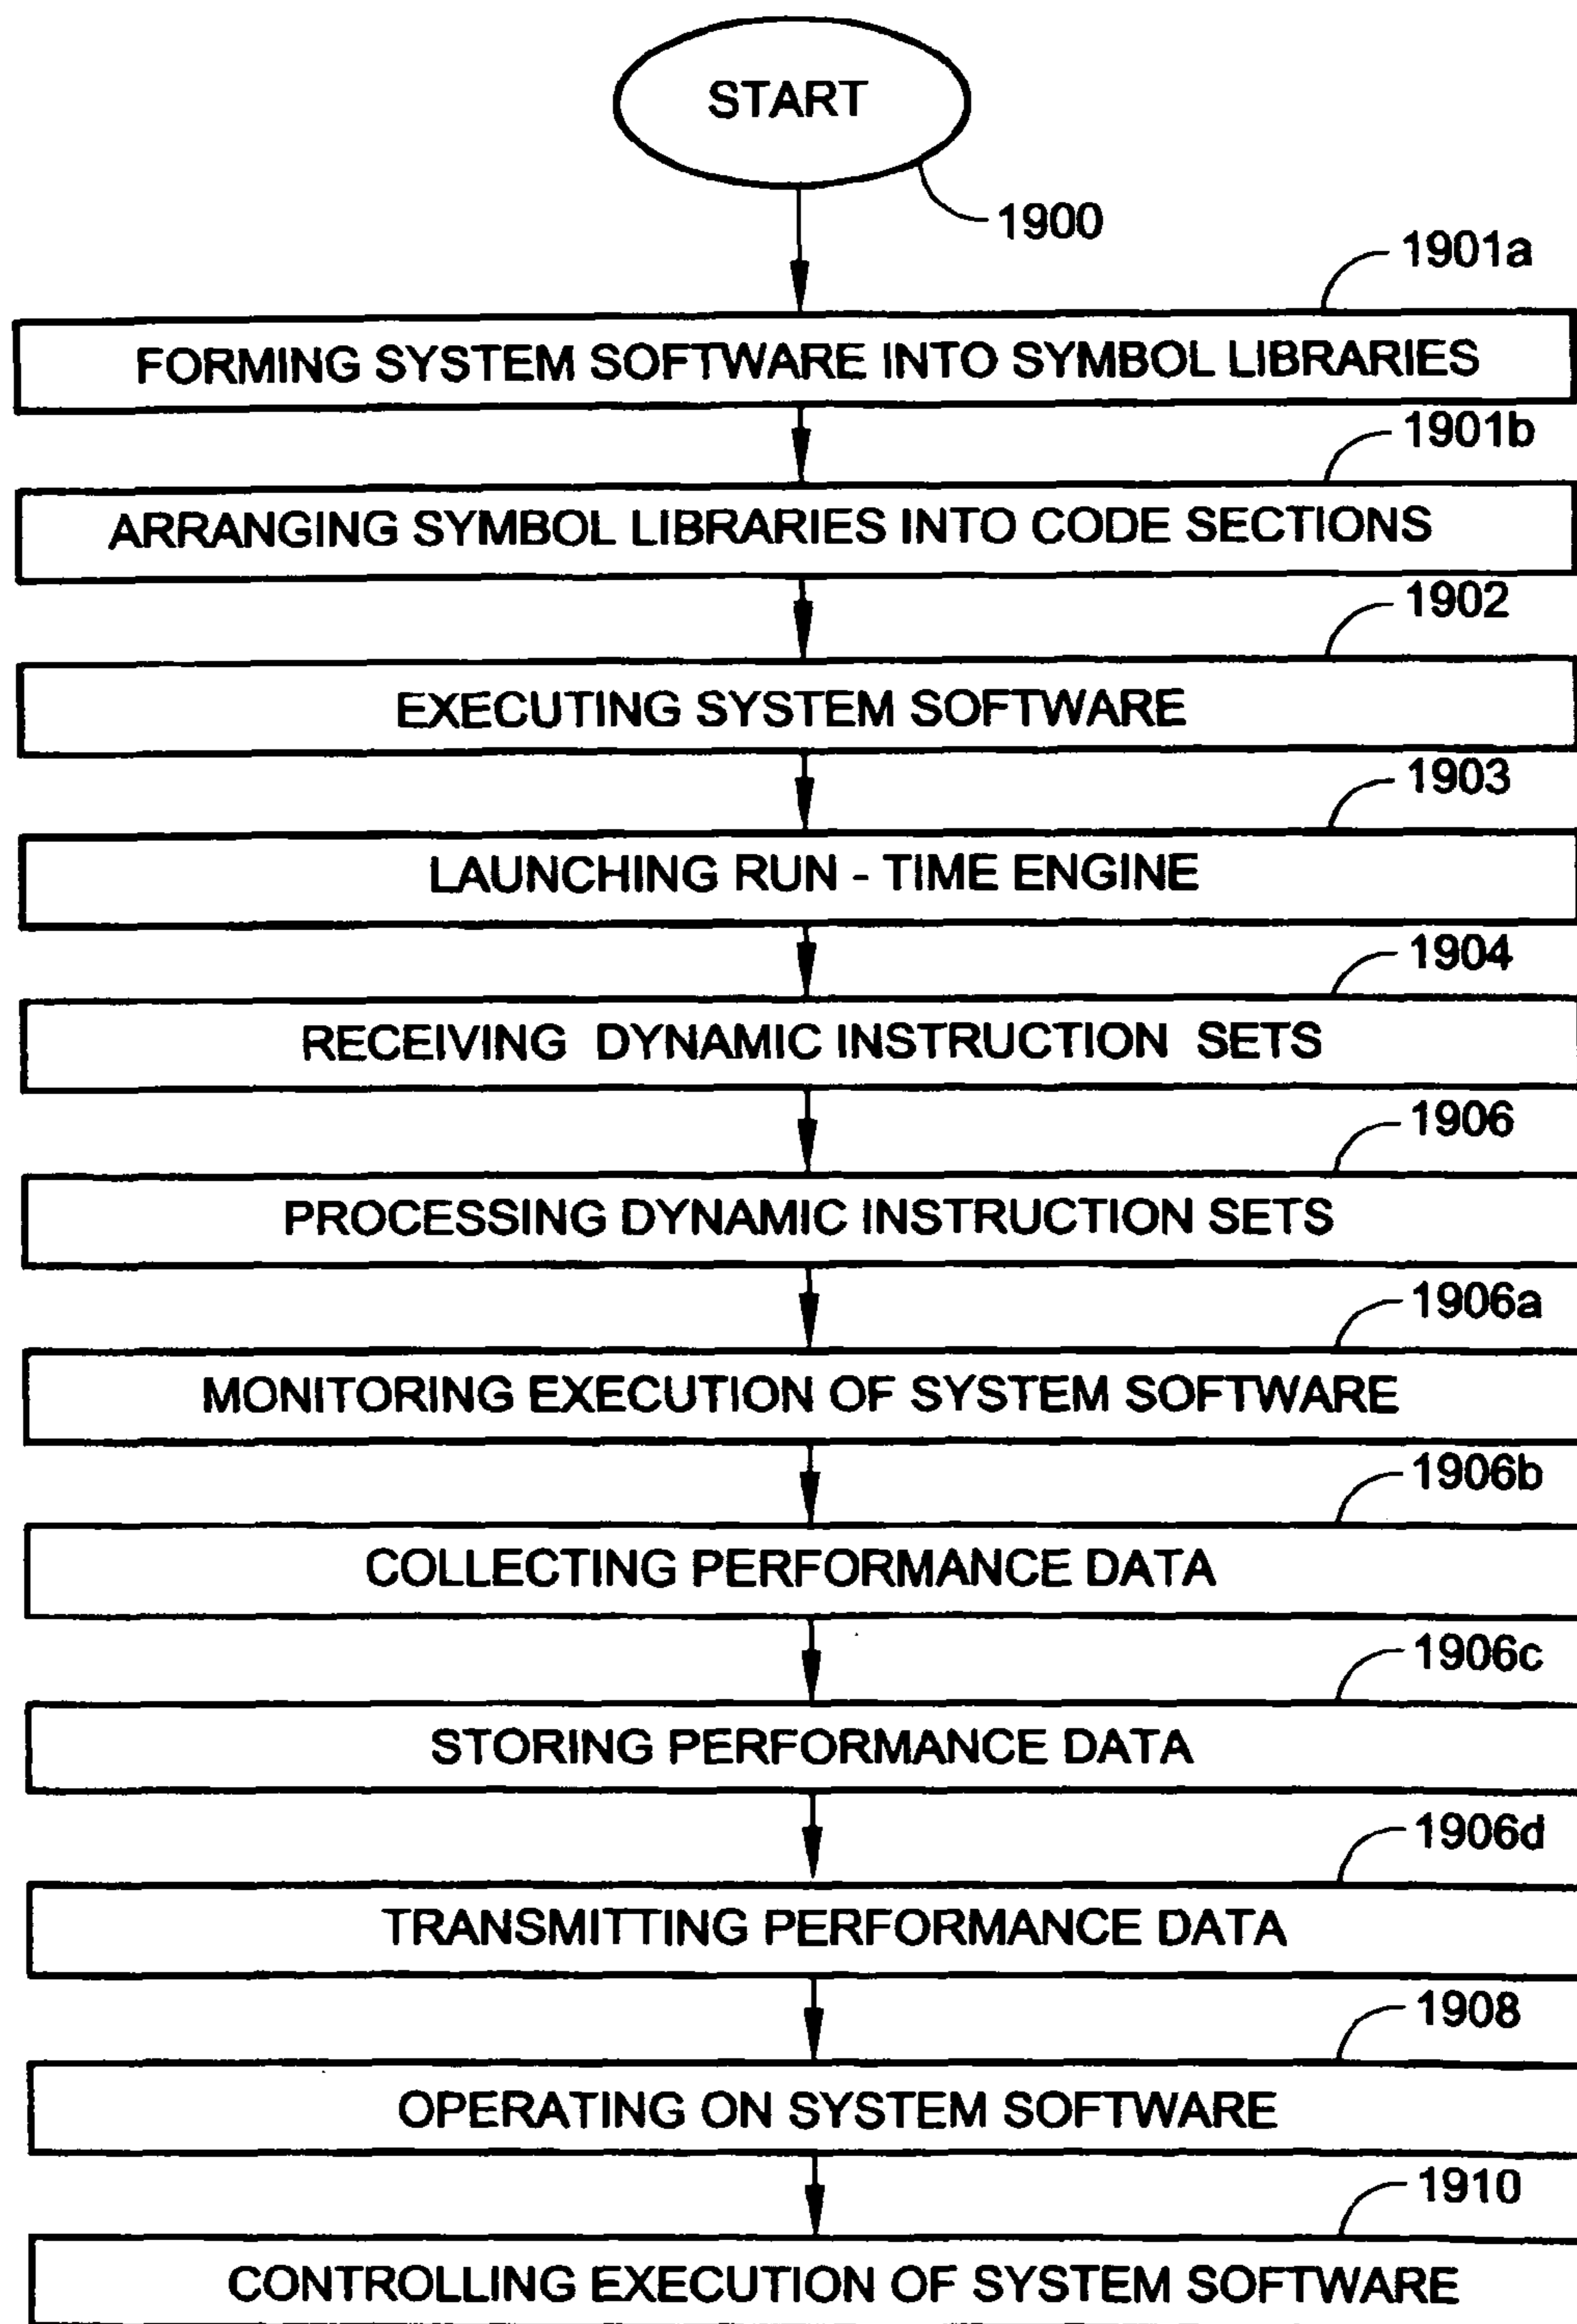 START
1900
1901a
FORMING SYSTEM SOFTWARE INTO SYMBOL LIBRARIES
1901b
ARRANGING SYMBOL LIBRARIES INTO CODE SECTIONS
1902
EXECUTING SYSTEM SOFTWARE
1903
LAUNCHING RUN - TIME ENGINE
1904
RECEIVING DYNAMIC INSTRUCTION SETS
1906
PROCESSING DYNAMIC INSTRUCTION SETS
1906a
MONITORING EXECUTION OF SYSTEM SOFTWARE
1906b
COLLECTING PERFORMANCE DATA
1906c
STORING PERFORMANCE DATA
1906d
TRANSMITTING PERFORMANCE DATA
1908
OPERATING ON SYSTEM SOFTWARE
1910
CONTROLLING EXECUTION OF SYSTEM SOFTWARE